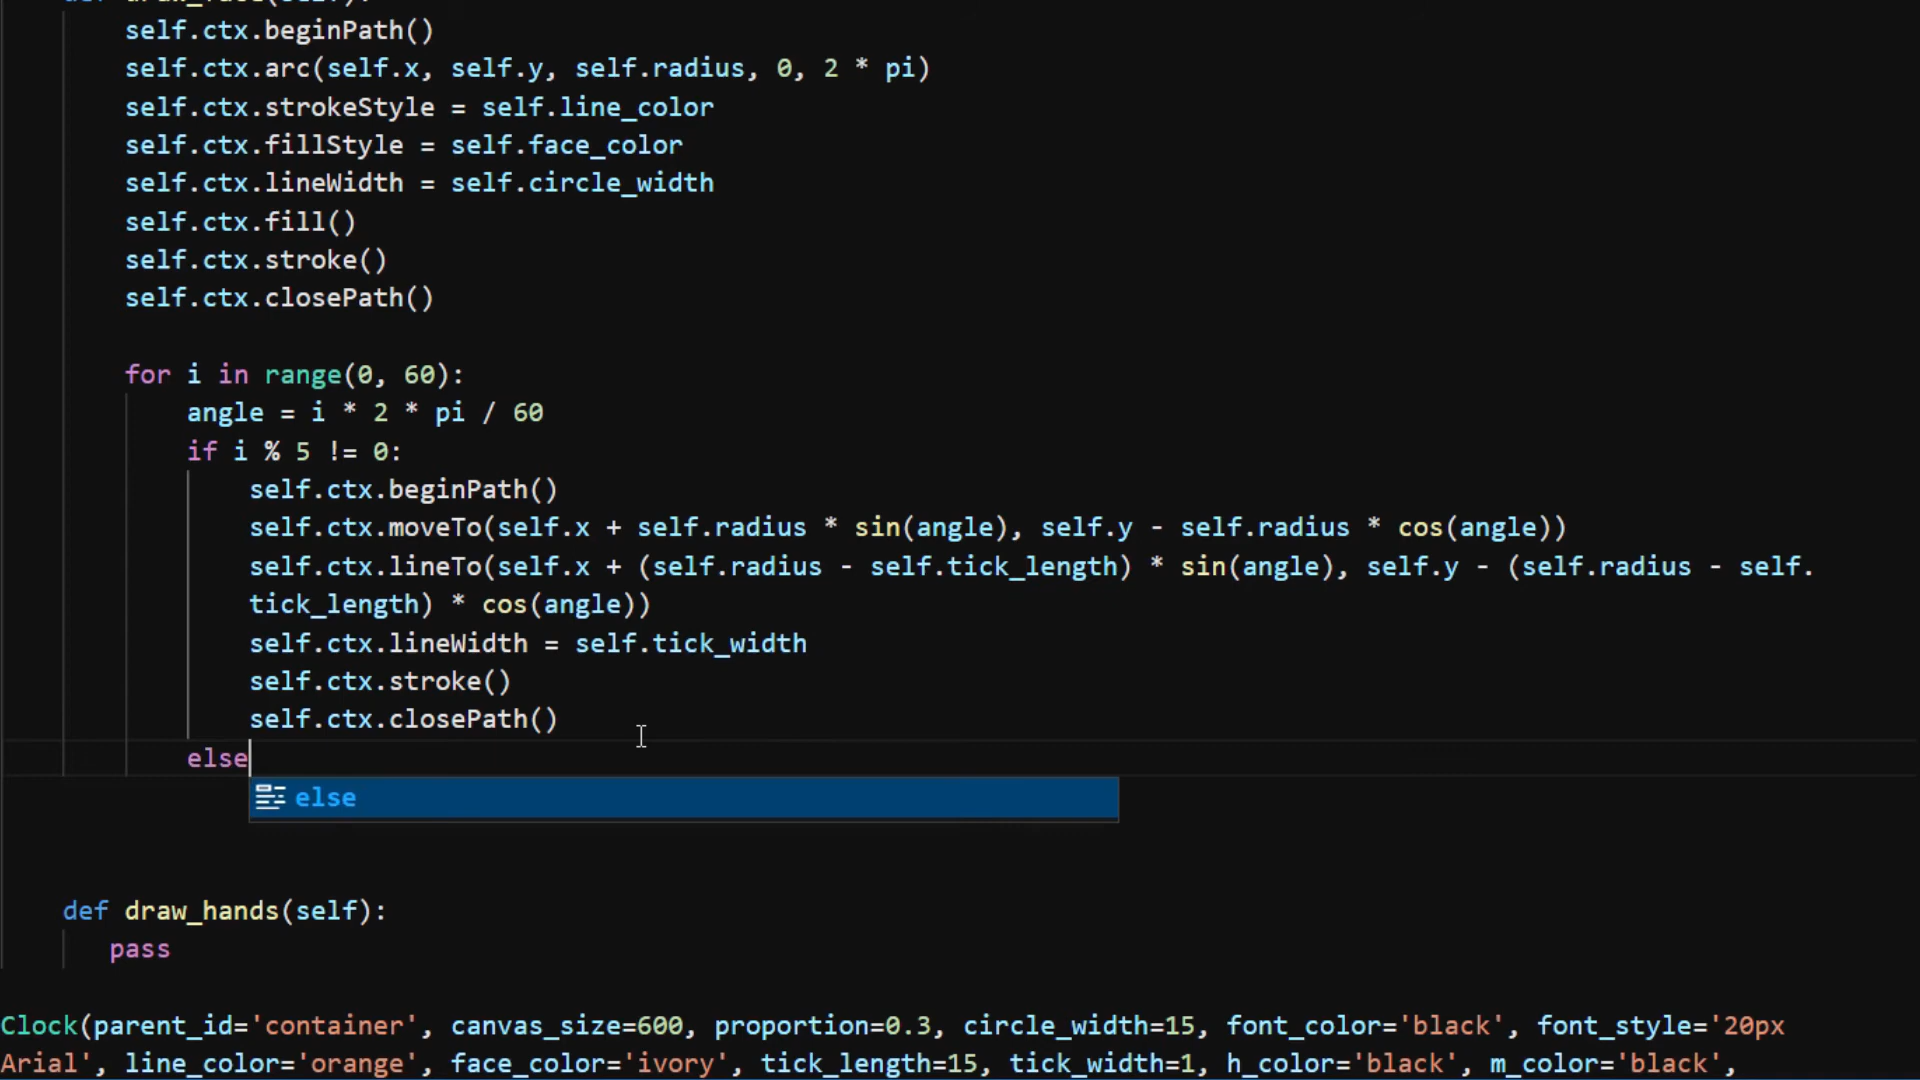 def draw_face(self):
self.ctx.beginPath()
self.ctx.arc(self.x, self.y, self.radius, 0, 2 * pi)
self.ctx.strokeStyle = self.line_color
self.ctx.fillStyle = self.face_color
self.ctx.lineWidth = self.circle_width
self.ctx.fill()
self.ctx.stroke()
self.ctx.closePath()
for i in range(0, 60):
angle = i * 2 * pi / 60
if i % 5 != 0:
self.ctx.beginPath()
self.ctx.moveTo(self.x + self.radius * sin(angle), self.y - self.radius * cos(angle))
self.ctx.lineTo(self.x + (self.radius - self.tick_length) * sin(angle), self.y - (self.radius - self.
tick_length) * cos(angle))
self.ctx.lineWidth = self.tick_width
self.ctx.stroke()
self.ctx.closePath()
else
else
def draw_hands(self):
pass
Clock(parent_id='container', canvas_size=600, proportion=0.3, circle_width=15, font_color='black', font_style='20px
Arial', line_color='orange', face_color='ivory', tick_length=15, tick_width=1, h_color='black', m_color='black',